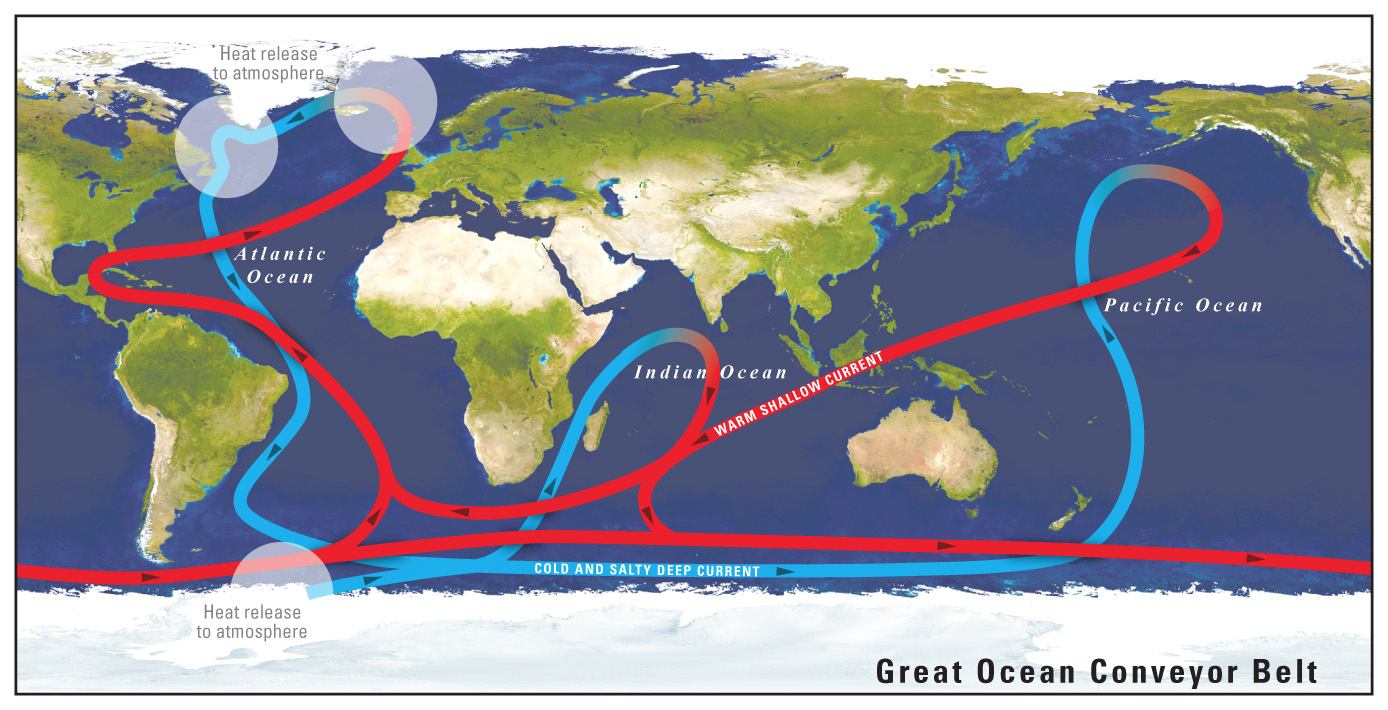 Heat release
to atmosphere
Atlantic
Ocean
Pacific Ocean
Indian Ocean
WARM SHALLOW CURRENT
COLD AND SALTY DEEP CURRENT
Heat release
to atmosphere
Great Ocean Conveyor Belt